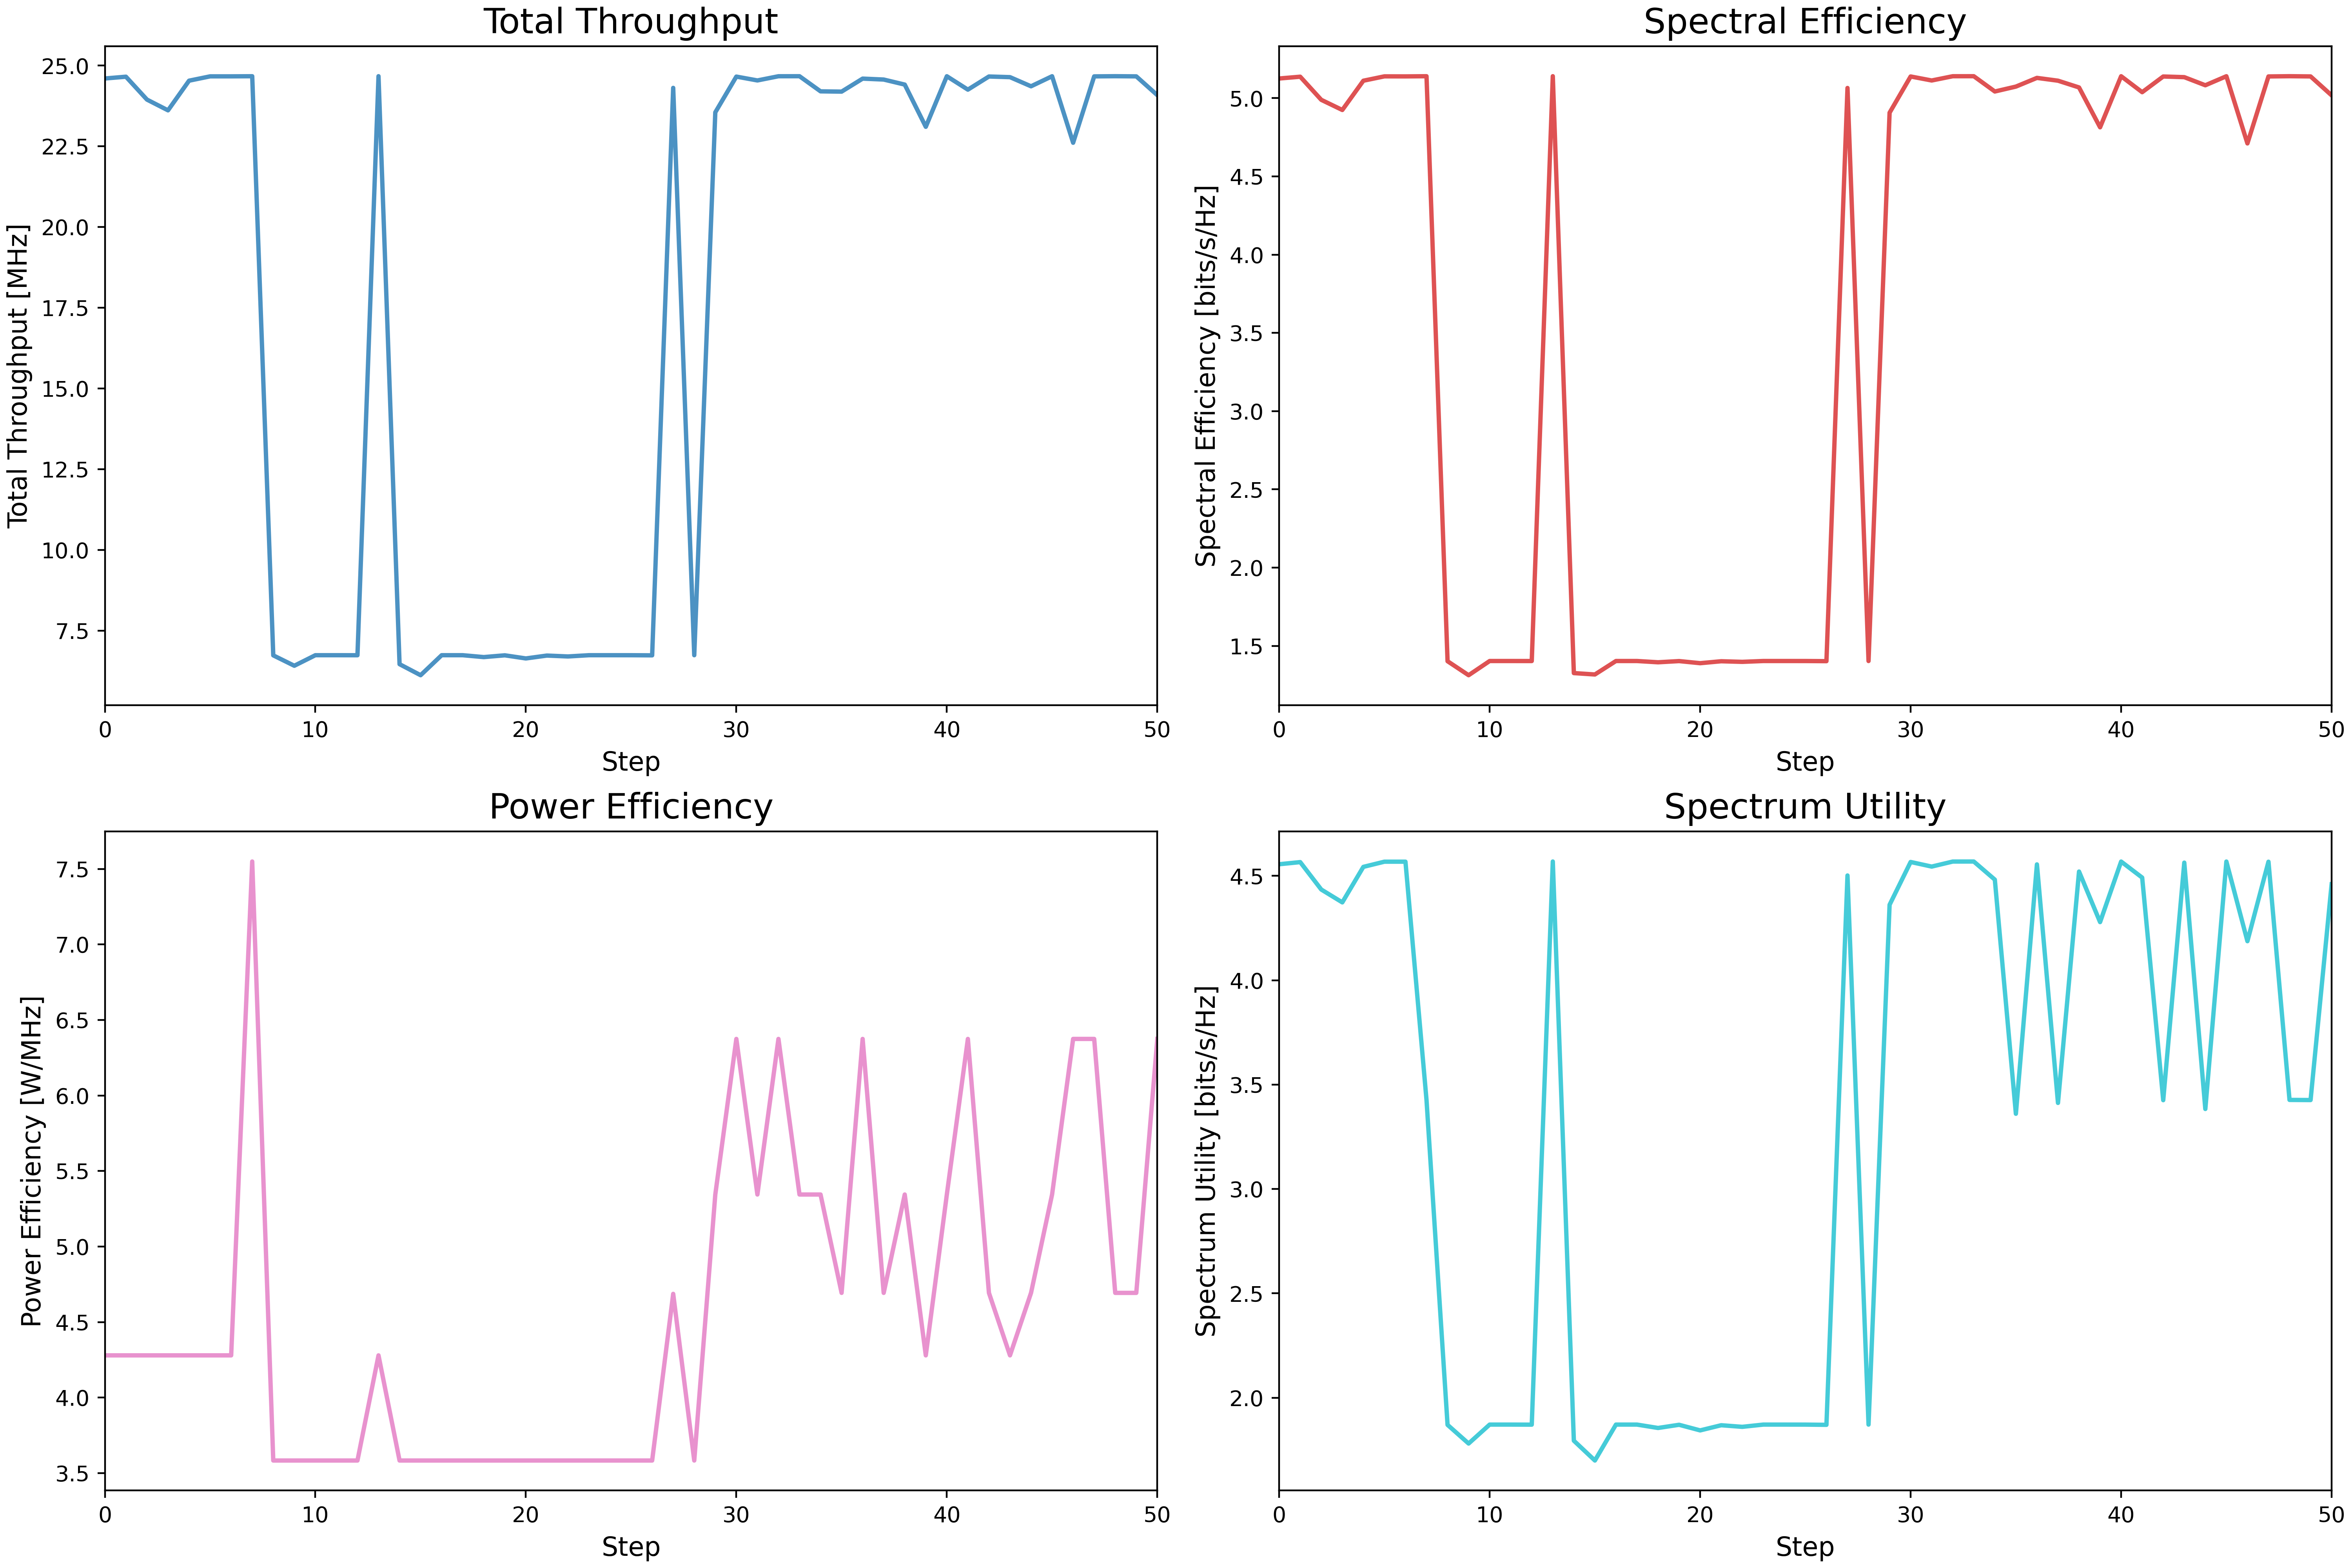 Total Throughput
Total Throughput [MHz]
25.0
22.5
20.0
17.5
15.0
12.5
10.0
7.5
0 10 20 30 40 50
Step
Spectral Efficiency
Spectral Efficiency [bits/s/Hz]
5.0
4.5
4.0
3.5
3.0
2.5
2.0
1.5
0 10 20 30 40 50
Step
Power Efficiency
Power Efficiency [W/MHz]
7.5
7.0
6.5
6.0
5.5
5.0
4.5
4.0
3.5
0 10 20 30 40 50
Step
Spectrum Utility
Spectrum Utility [bits/s/Hz]
4.5
4.0
3.5
3.0
2.5
2.0
0 10 20 30 40 50
Step